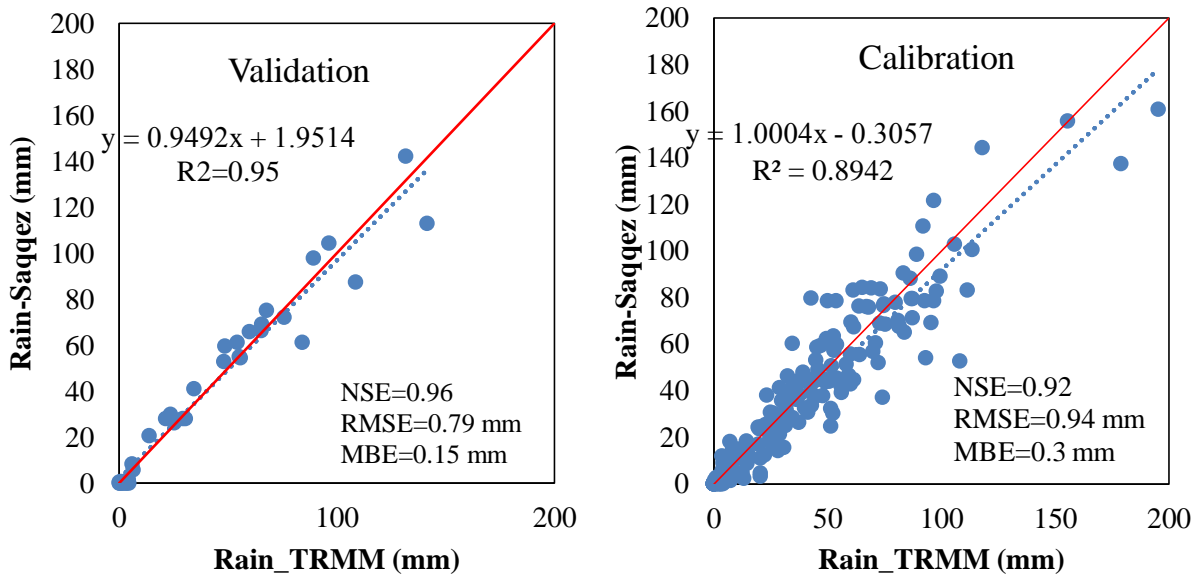 Validation
y = 0.9492x + 1.9514
R2=0.95
NSE=0.96
RMSE=0.79 mm
MBE=0.15 mm
Rain-Saqqez (mm)
200
180
160
140
120
100
80
60
40
20
0
0 100 200
Rain_TRMM (mm)
Calibration
y = 1.0004x - 0.3057
R² = 0.8942
NSE=0.92
RMSE=0.94 mm
MBE=0.3 mm
Rain-Saqqez (mm)
200
180
160
140
120
100
80
60
40
20
0
0 50 100 150 200
Rain_TRMM (mm)